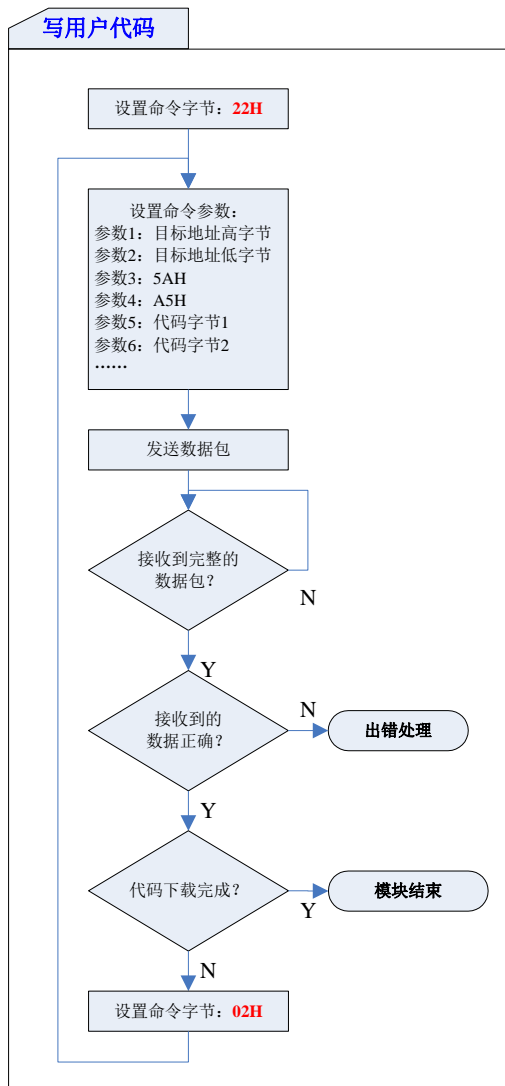 写用户代码
设置命令字节：22H
设置命令参数：
参数1：目标地址高字节
参数2：目标地址低字节
参数3：5AH
参数4：A5H
参数5：代码字节1
参数6：代码字节2
……
发送数据包
接收到完整的
数据包？
N
Y
接收到的
数据正确？
N
出错处理
Y
代码下载完成？
Y
模块结束
N
设置命令字节：02H